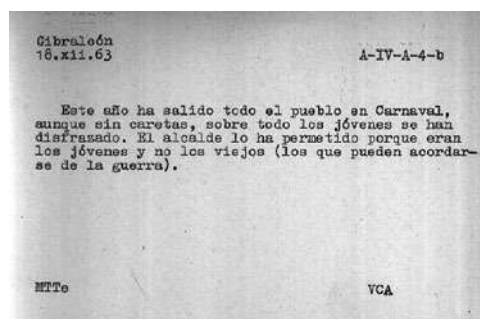 Gibraleón
18.xii.63 A-IV-A-4-b
Este año ha salido todo el pueblo en Carnaval,
aunque sin caretas, sobre todo los jóvenes se han
disfrazado. El alcalde lo ha permetido porque eran
los jóvenes y no los viejos (los que pueden acordar-
se de la guerra).
MTTe VCA